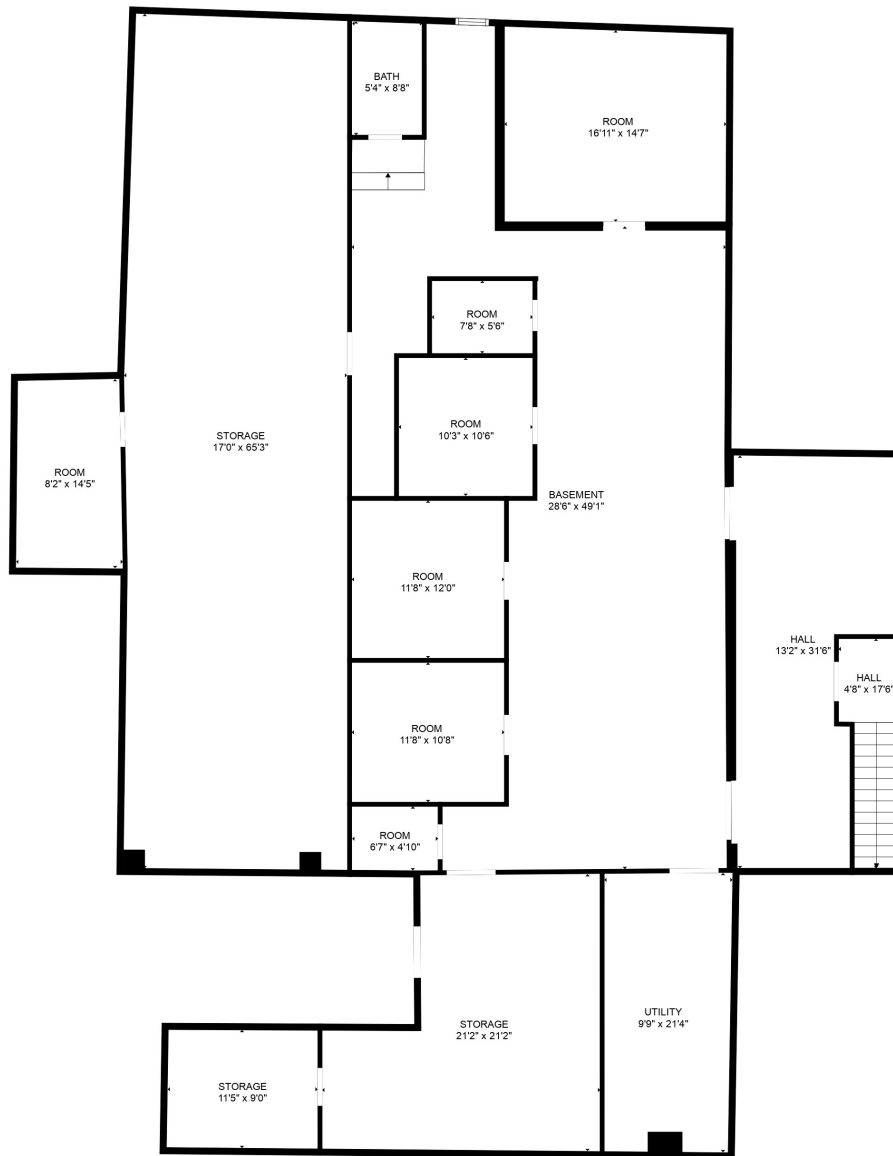 BATH
5'4" x 8'8"
ROOM
16'11" x 14'7"
ROOM
7'8" x 5'6"
ROOM
10'3" x 10'6"
STORAGE
17'0" x 65'3"
ROOM
8'2" x 14'5"
BASEMENT
28'6" x 49'1"
ROOM
11'8" x 12'0"
HALL
13'2" x 31'6"
HALL
4'8" x 17'6"
ROOM
11'8" x 10'8"
ROOM
6'7" x 4'10"
UTILITY
9'9" x 21'4"
STORAGE
21'2" x 21'2"
STORAGE
11'5" x 9'0"